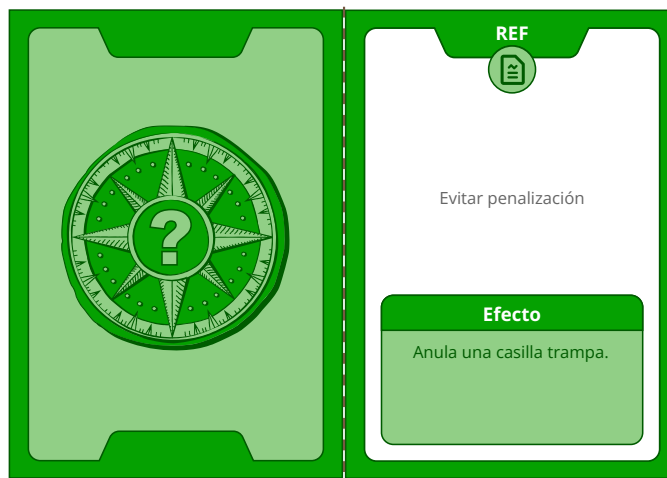 ?
REF
Evitar penalización
Efecto
Anula una casilla trampa.